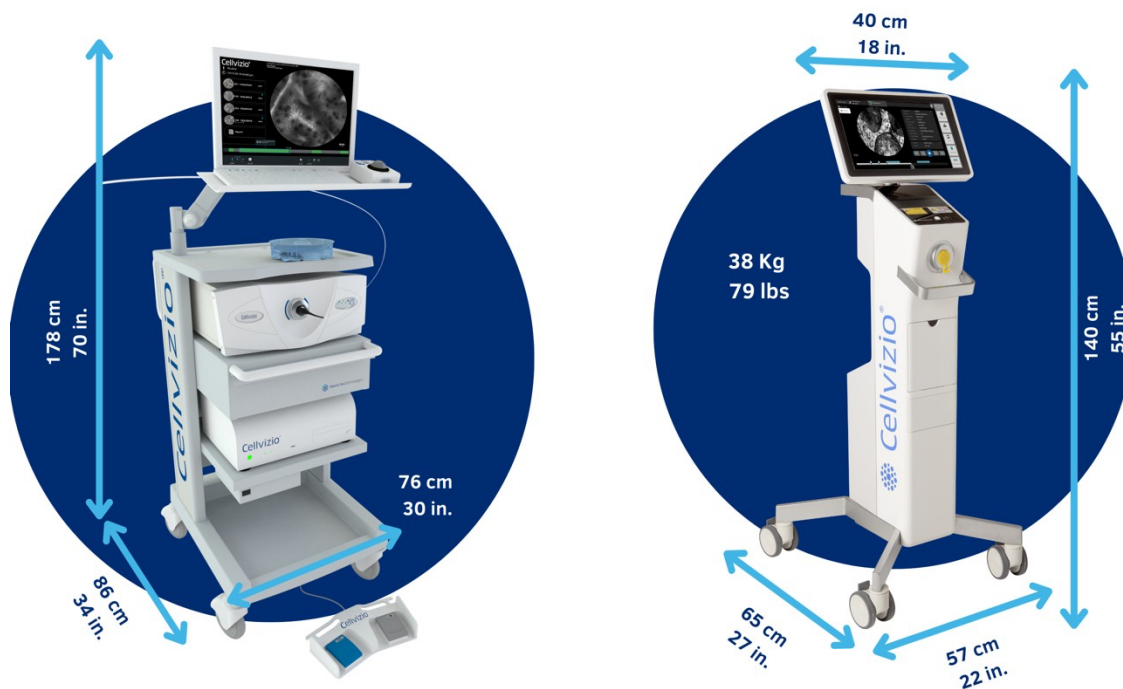 178 cm
70 in.
Cellvizio®
Cellvizio
Cellvizio
Cellvizio
76 cm
30 in.
86 cm
34 in.
Cellvizio
40 cm
18 in.
38 Kg
79 lbs
Cellvizio®
140 cm
55 in.
65 cm
27 in.
57 cm
22 in.